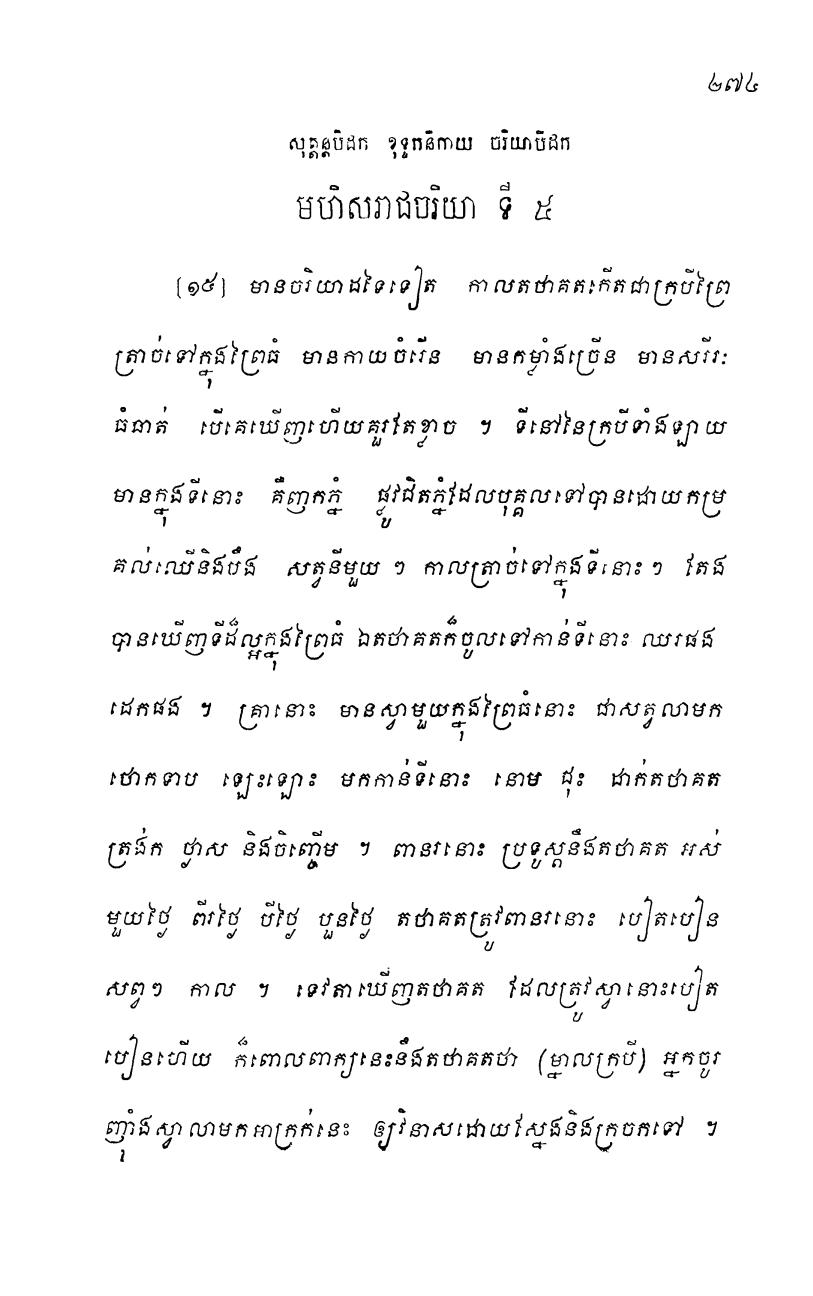 ២៧៤
សុត្តន្តបិដក ខុទ្ទកនិកាយ ចរិយាបិដក
មហិសរាជចរិយា ទី ៥
[១៥] មានចរិយាដទៃទៀត កាលតថាគតកើតជាក្របីព្រៃ
ត្រាច់ទៅក្នុងព្រៃធំ មានកាយចំរើន មានកម្លាំងច្រើន មានសរីរៈ
ធំធាត់ បើគេឃើញហើយគួរតែខ្លាច ។ ទីនៅនៃក្របីទាំងឡាយ
មានក្នុងទីនោះ គឺញកភ្នំ ផ្លូវជិតភ្នំដែលបុគ្គលទៅបានដោយកម្រ
គល់ឈើនិងបឹង សត្វនីមួយ ៗ កាលត្រាច់ទៅក្នុងទីនោះ ៗ តែង
បានឃើញទីដ៏ល្អក្នុងព្រៃធំ ឯតថាគតក៏ចូលទៅកាន់ទីនោះ ឈរផង
ដេកផង ។ គ្រានោះ មានស្វាមួយក្នុងព្រៃធំនោះ ជាសត្វលាមក
ថោកទាប ឡេះឡោះ មកកាន់ទីនោះ នោម ជុះ ដាក់តថាគត
ត្រង់ក ថ្លាស និងចិញ្ចើម ។ ពានរនោះ ប្រទូស្តនឹងតថាគត អស់
មួយថ្ងៃ ពីរថ្ងៃ បីថ្ងៃ បួនថ្ងៃ តថាគតត្រូវពានរនោះ បៀតបៀន
សព្វៗ កាល ។ ទេវតាឃើញតថាគត ដែលត្រូវស្វានោះបៀត
បៀនហើយ ក៏ពោលពាក្យនេះនឹងតថាគតថា (ម្នាលក្របី) អ្នកចូរ
ញ៉ាំងស្វាលាមកអាក្រក់នេះ ឲ្យវិនាសដោយស្នែងនិងក្រចកទៅ ។